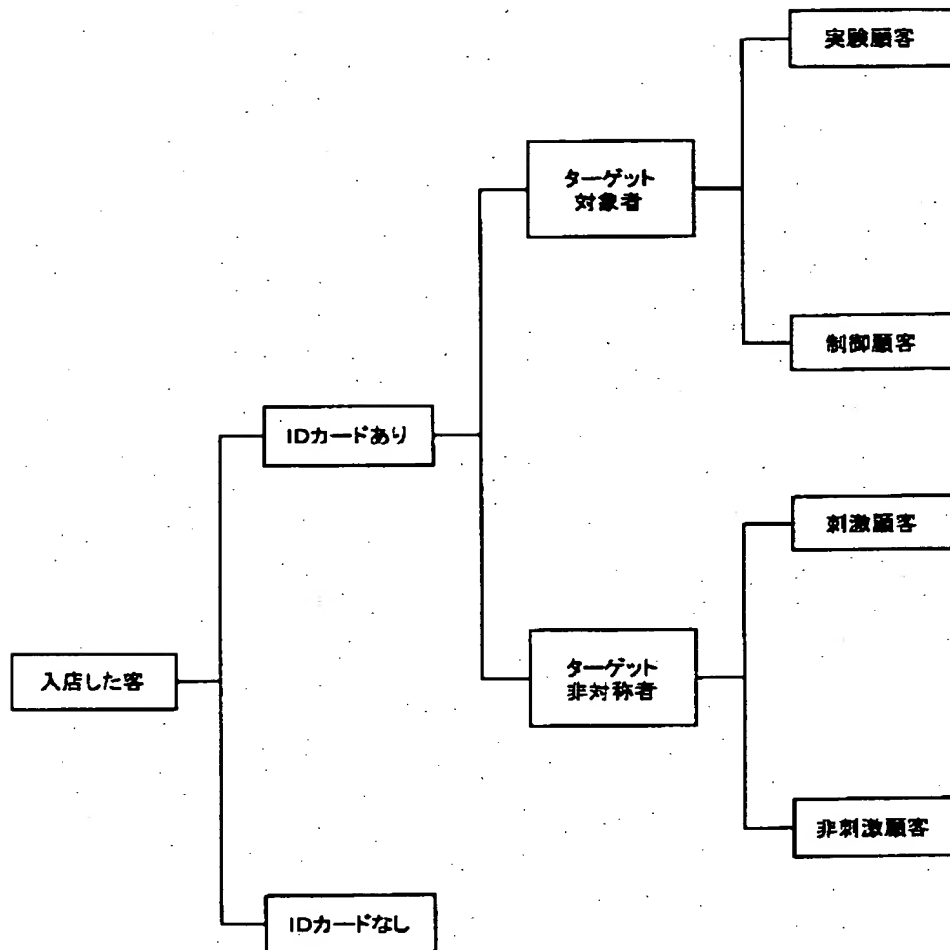 実験顧客
ターゲット
対象者
制御顧客
IDカードあり
刺激顧客
入店した客
ターゲット
非対称者
非刺激顧客
IDカードなし